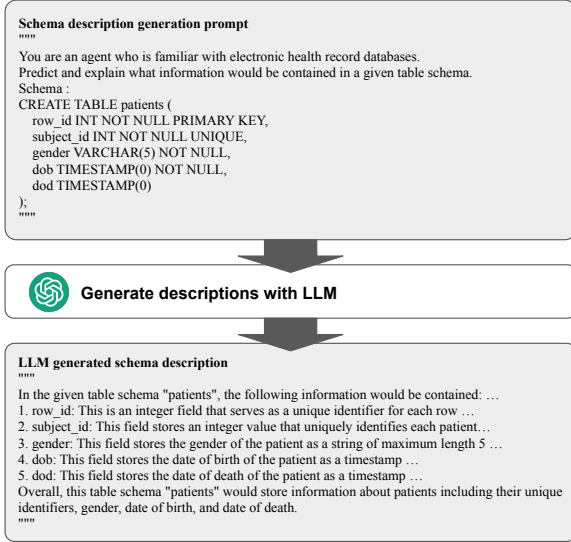 Schema description generation prompt
"""
You are an agent who is familiar with electronic health record databases.
Predict and explain what information would be contained in a given table schema.
Schema :
CREATE TABLE patients (
row_id INT NOT NULL PRIMARY KEY,
subject_id INT NOT NULL UNIQUE,
gender VARCHAR(5) NOT NULL,
dob TIMESTAMP(0) NOT NULL,
dod TIMESTAMP(0)
);
"""
Generate descriptions with LLM
LLM generated schema description
"""
In the given table schema "patients", the following information would be contained: …
1. row_id: This is an integer field that serves as a unique identifier for each row …
2. subject_id: This field stores an integer value that uniquely identifies each patient…
3. gender: This field stores the gender of the patient as a string of maximum length 5 …
4. dob: This field stores the date of birth of the patient as a timestamp …
5. dod: This field stores the date of death of the patient as a timestamp …
Overall, this table schema "patients" would store information about patients including their unique
identifiers, gender, date of birth, and date of death.
"""